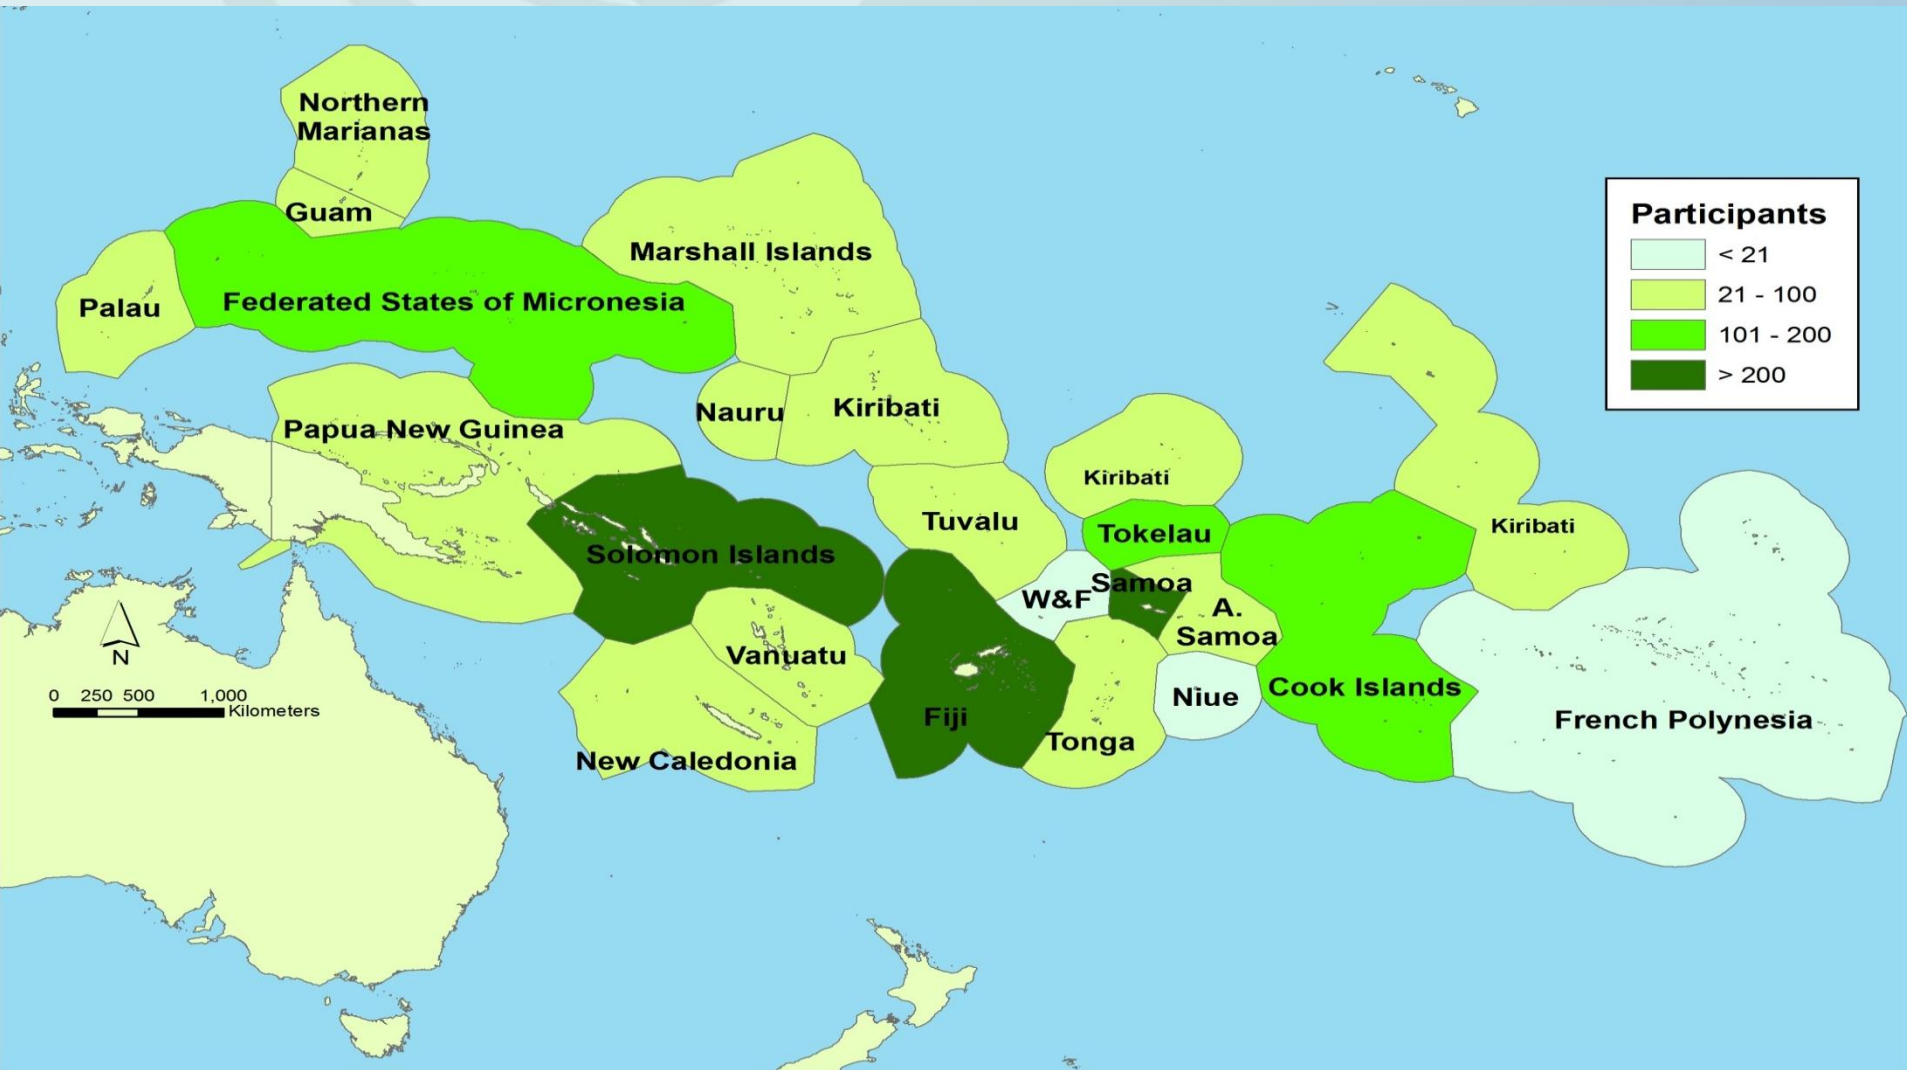 Northern
Marianas
Guam
Palau
Federated States of Micronesia
Marshall Islands
Papua New Guinea
Nauru
Kiribati
Kiribati
Kiribati
Tuvalu
Tokelau
Solomon Islands
W&F
Samoa
A.
Samoa
Vanuatu
Fiji
Tonga
Niue
Cook Islands
French Polynesia
New Caledonia
Participants
< 21
21 - 100
101 - 200
> 200
N
0 250 500 1,000
Kilometers